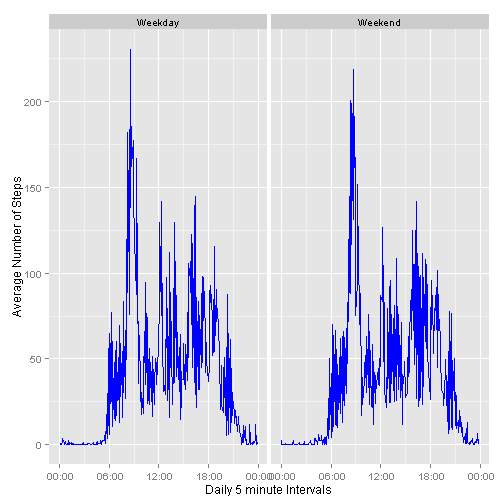 Weekday Weekend
200
150
100
50
0
00:00 06:00 12:00 18:00 00:00 00:00 06:00 12:00 18:00 00:00
Average Number of Steps
Daily 5 minute Intervals